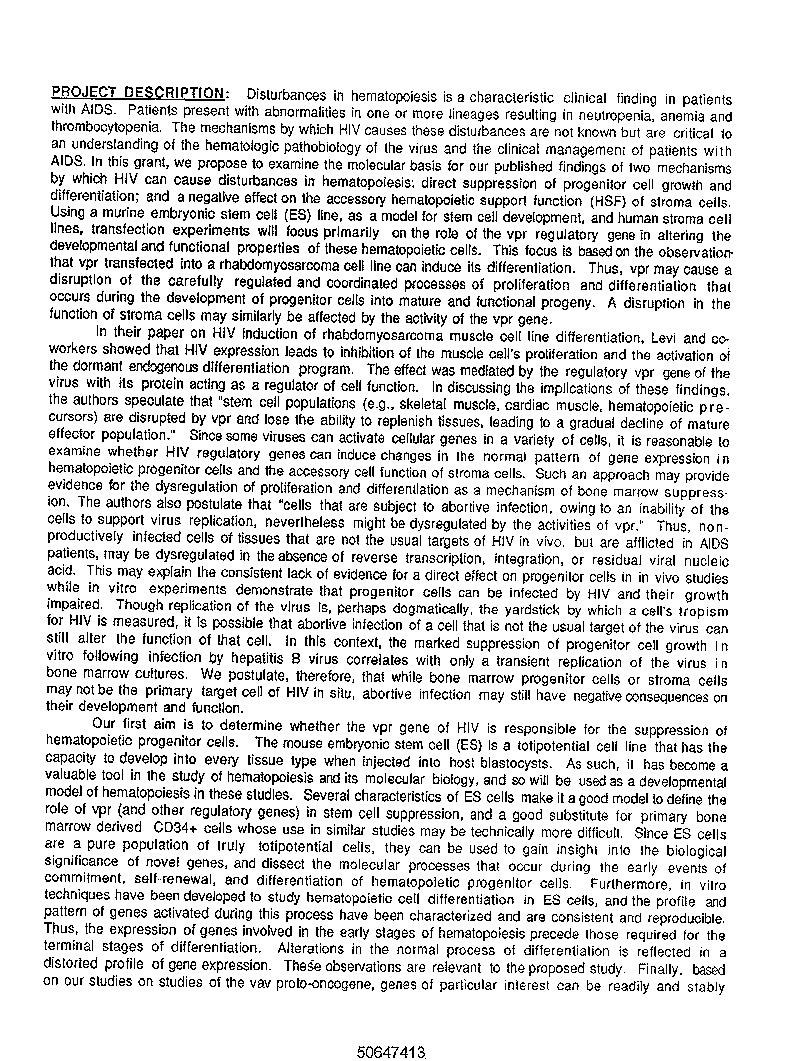 PROJECT DESCRIPTION: Disturbances in hematopoiesis is a characteristic clinical finding in patients
with AIDS. Patients present with abnormalities in one or more lineages resulting in neutropenia, anemia and
thrombocytopenia. The mechanisms by which HIV causes these disturbances are not known but are critical to
an understanding of the hematologic pathobiology of the virus and the clinical management of patients with
AIDS. In this grant, we propose to examine the molecular basis for our published findings of two mechanisms
by which HIV can cause disturbances in hematopoiesis: direct suppression of progenitor cell growth and
differentiation; and a negative effect on the accessory hematopoietic support function (HSF) of stroma cells.
Using a murine embryonic stem cell (ES) line, as a model for stem cell development, and human stroma cell
lines, transfection experiments will focus primarily on the role of the vpr regulatory gene in altering the
developmental and functional properties of these hematopoietic cells. This focus is based on the observation
that vpr transfected into a rhabdomyosarcoma cell line can induce its differentiation. Thus, vpr may cause a
disruption of the carefully regulated and coordinated processes of proliferation and differentiation that
occurs during the development of progenitor cells into mature and functional progeny. A disruption in the
function of stroma cells may similarly be affected by the activity of the vpr gene.
In their paper on HIV induction of rhabdomyosarcoma muscle cell line differentiation, Levi and co-
workers showed that HIV expression leads to inhibition of the muscle cell's proliferation and the activation of
the dormant endogenous differentiation program. The effect was mediated by the regulatory vpr gene of the
virus with its protein acting as a regulator of cell function. In discussing the implications of these findings,
the authors speculate that "stem cell populations (e.g., skeletal muscle, cardiac muscle, hematopoietic pre-
cursors) are disrupted by vpr and lose the ability to replenish tissues, leading to a gradual decline of mature
effector population." Since some viruses can activate cellular genes in a variety of cells, it is reasonable to
examine whether HIV regulatory genes can induce changes in the normal pattern of gene expression in
hematopoietic progenitor cells and the accessory cell function of stroma cells. Such an approach may provide
evidence for the dysregulation of proliferation and differentiation as a mechanism of bone marrow suppress-
ion. The authors also postulate that "cells that are subject to abortive infection, owing to an inability of the
cells to support virus replication, nevertheless might be dysregulated by the activities of vpr." Thus, non-
productively infected cells of tissues that are not the usual targets of HIV in vivo, but are afflicted in AIDS
patients, may be dysregulated in the absence of reverse transcription, integration, or residual viral nucleic
acid. This may explain the consistent lack of evidence for a direct effect on progenitor cells in in vivo studies
while in vitro experiments demonstrate that progenitor cells can be infected by HIV and their growth
impaired. Though replication of the virus is, perhaps dogmatically, the yardstick by which a cell's tropism
for HIV is measured, it is possible that abortive infection of a cell that is not the usual target of the virus can
still alter the function of that cell. In this context, the marked suppression of progenitor cell growth in
vitro following infection by hepatitis B virus correlates with only a transient replication of the virus in
bone marrow cultures. We postulate, therefore, that while bone marrow progenitor cells or stroma cells
may not be the primary target cell of HIV in situ, abortive infection may still have negative consequences on
their development and function.
Our first aim is to determine whether the vpr gene of HIV is responsible for the suppression of
hematopoietic progenitor cells. The mouse embryonic stem cell (ES) is a totipotential cell line that has the
capacity to develop into every tissue type when injected into host blastocysts. As such, it has become a
valuable tool in the study of hematopoiesis and its molecular biology, and so will be used as a developmental
model of hematopoiesis in these studies. Several characteristics of ES cells make it a good model to define the
role of vpr (and other regulatory genes) in stem cell suppression, and a good substitute for primary bone
marrow derived CD34+ cells whose use in similar studies may be technically more difficult. Since ES cells
are a pure population of truly totipotential cells, they can be used to gain insight into the biological
significance of novel genes, and dissect the molecular processes that occur during the early events of
commitment, self-renewal, and differentiation of hematopoietic progenitor cells. Furthermore, in vitro
techniques have been developed to study hematopoietic cell differentiation in ES cells, and the profile and
pattern of genes activated during this process have been characterized and are consistent and reproducible.
Thus, the expression of genes involved in the early stages of hematopoiesis precede those required for the
terminal stages of differentiation. Alterations in the normal process of differentiation is reflected in a
distorted profile of gene expression. These observations are relevant to the proposed study. Finally, based
on our studies on studies of the vav proto-oncogene, genes of particular interest can be readily and stably
50647413